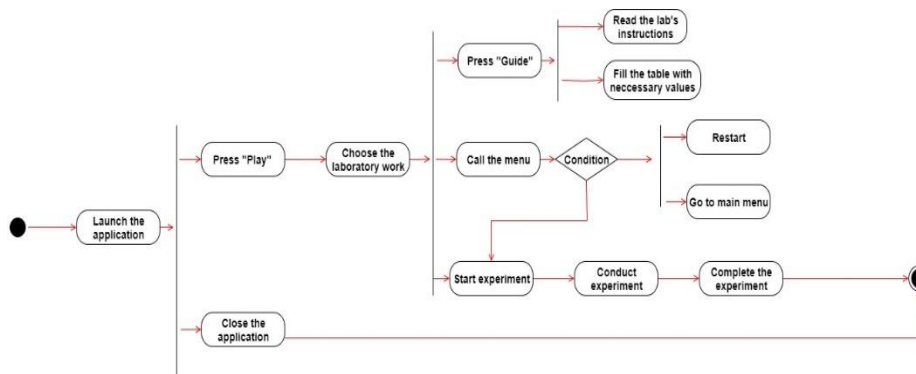 Read the lab's
instructions
Press "Guide"
Fill the table with
neccessary values
Press "Play"
Choose the
laboratory work
Call the menu
Condition
Restart
Go to main menu
Launch the
application
Start experiment
Conduct
experiment
Complete the
experiment
Close the
application